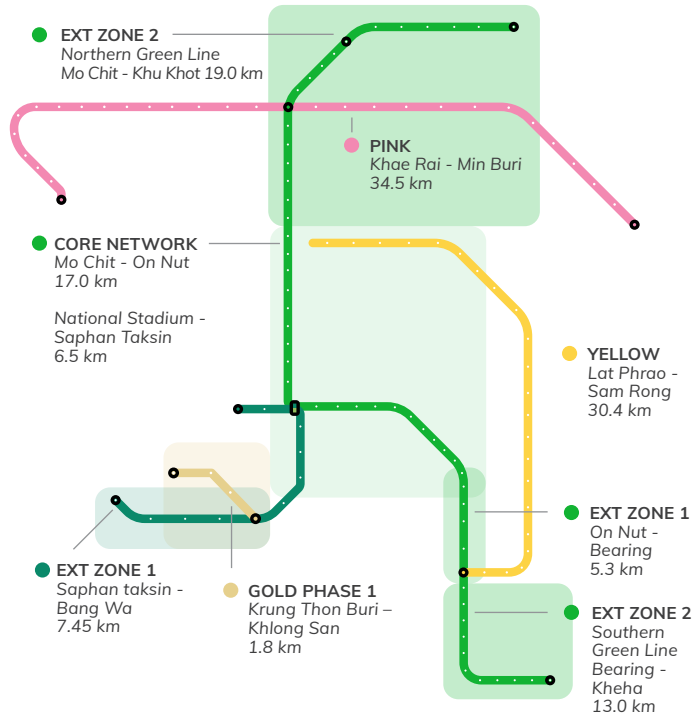 EXT ZONE 2
Northern Green Line
Mo Chit - Khu Khot 19.0 km
PINK
Khae Rai - Min Buri
34.5 km
CORE NETWORK
Mo Chit - On Nut
17.0 km
National Stadium -
Saphan Taksin
6.5 km
YELLOW
Lat Phrao -
Sam Rong
30.4 km
EXT ZONE 1
On Nut -
Bearing
5.3 km
EXT ZONE 1
Saphan taksin -
Bang Wa
7.45 km
GOLD PHASE 1
Krung Thon Buri –
Khlong San
1.8 km
EXT ZONE 2
Southern
Green Line
Bearing -
Kheha
13.0 km